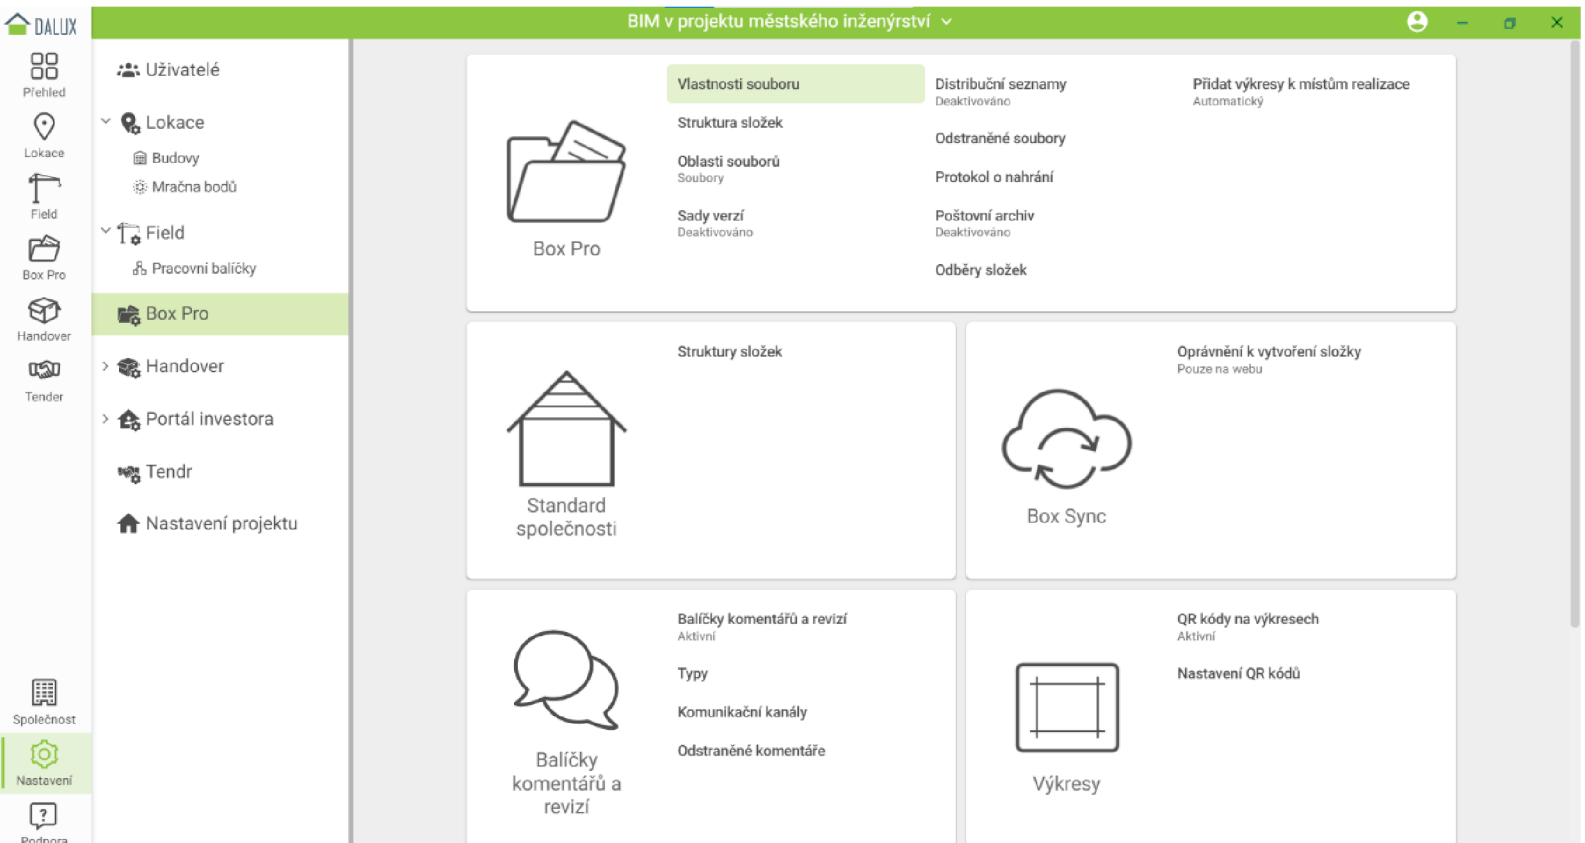 DALUX
BIM v projektu městského inženýrství
Přehled
Lokace
Field
Box Pro
Handover
Tender
Společnost
Nastavení
Podpora
Uživatelé
Lokace
Budovy
Mračna bodů
Field
Pracovní balíčky
Box Pro
Handover
Portál investora
Tendr
Nastavení projektu
Box Pro
Vlastnosti souboru
Struktura složek
Oblasti souborů
Soubory
Sady verzí
Deaktivováno
Distribuční seznamy
Deaktivováno
Odstraněné soubory
Protokol o nahrání
Poštovní archiv
Deaktivováno
Odběry složek
Přidat výkresy k místům realizace
Automatický
Standard
společnosti
Struktury složek
Box Sync
Oprávnění k vytvoření složky
Pouze na webu
Balíčky
komentářů a
revizí
Balíčky komentářů a revizí
Aktivní
Typy
Komunikační kanály
Odstraněné komentáře
Výkresy
QR kódy na výkresech
Aktivní
Nastavení QR kódů